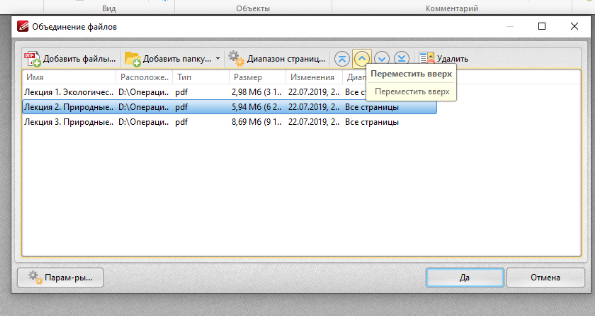 Вид Объекты Комментарий
Объединение файлов
Добавить файлы... Добавить папку... Диапазон страниц... Удалить
Имя Расположе... Тип Размер Изменения Диап
Переместить вверх
Лекция 1. Экологичес... D:\Операци... pdf 2,98 Мб (3 1... 22.07.2019, 2... Все ст
Переместить вверх
Лекция 2. Природные... D:\Операци... pdf 5,94 Мб (6 2... 22.07.2019, 2... Все страницы
Лекция 3. Природные... D:\Операци... pdf 8,69 Мб (9 1... 22.07.2019, 2... Все страницы
Парам-ры... Да Отмена